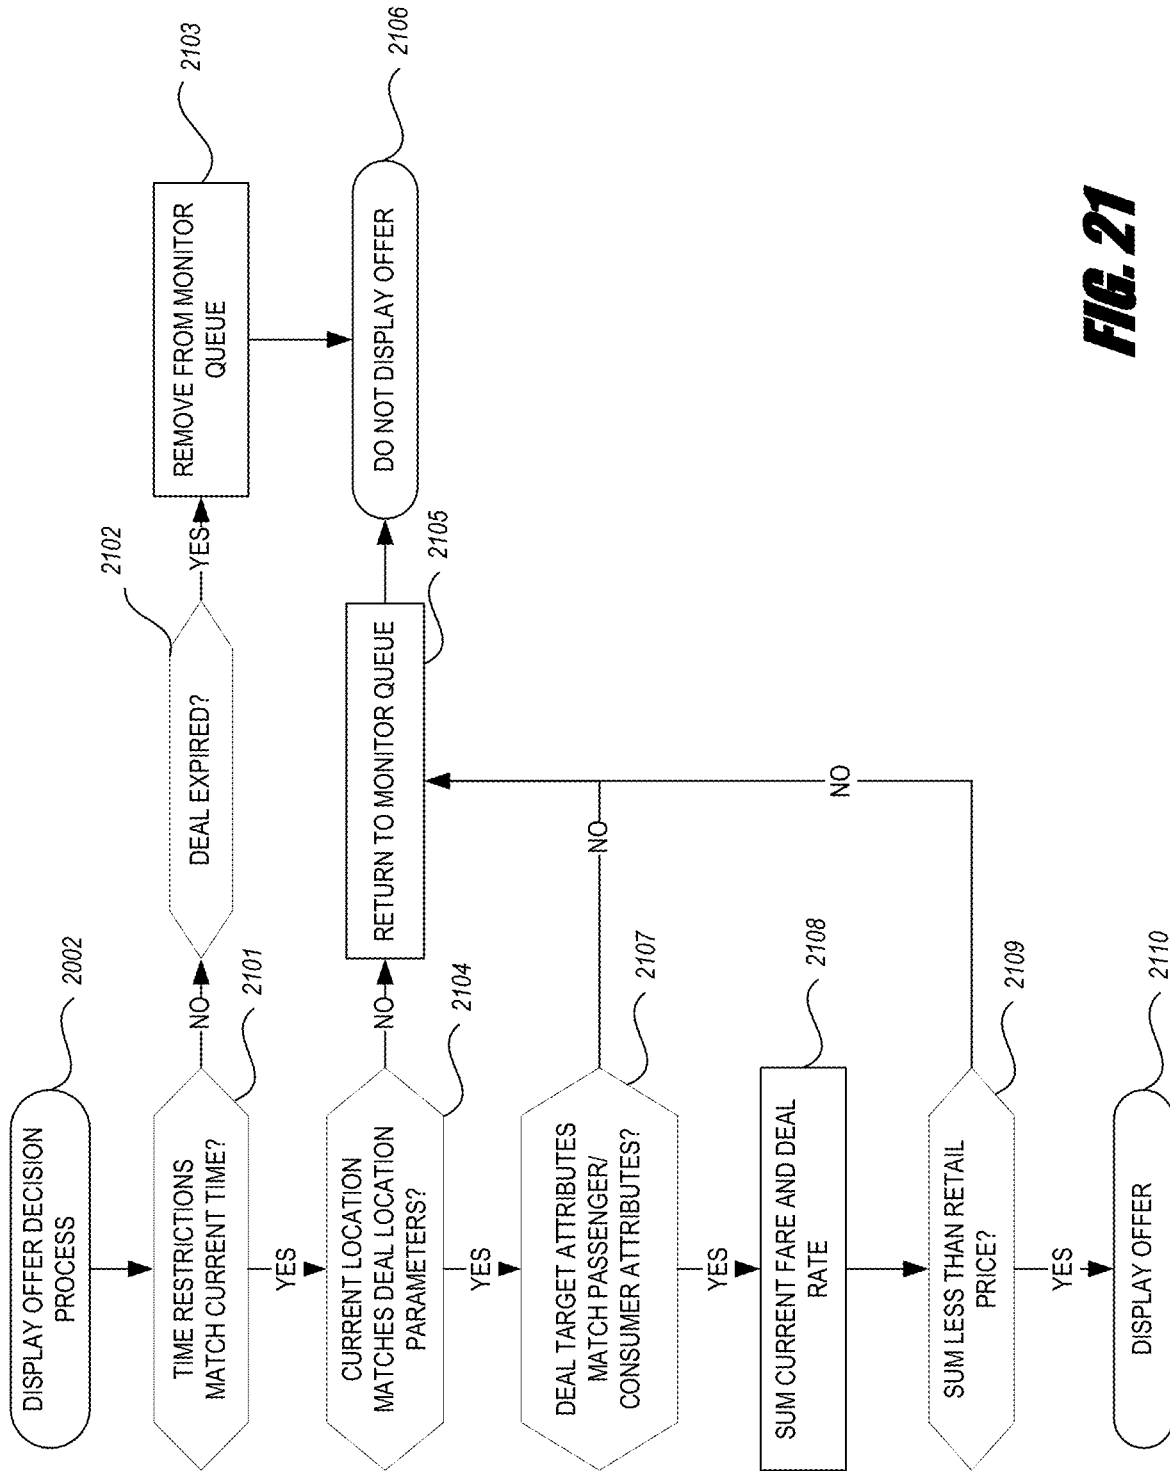 DISPLAY OFFER DECISION
PROCESS
2002
TIME RESTRICTIONS
MATCH CURRENT TIME?
2101
NO
DEAL EXPIRED?
2102
YES
REMOVE FROM MONITOR
QUEUE
2103
YES
CURRENT LOCATION
MATCHES DEAL LOCATION
PARAMETERS?
2104
NO
RETURN TO MONITOR QUEUE
2105
DO NOT DISPLAY OFFER
2106
YES
DEAL TARGET ATTRIBUTES
MATCH PASSENGER/
CONSUMER ATTRIBUTES?
2107
NO
YES
SUM CURRENT FARE AND DEAL
RATE
2108
SUM LESS THAN RETAIL
PRICE?
2109
NO
YES
DISPLAY OFFER
2110
FIG. 21